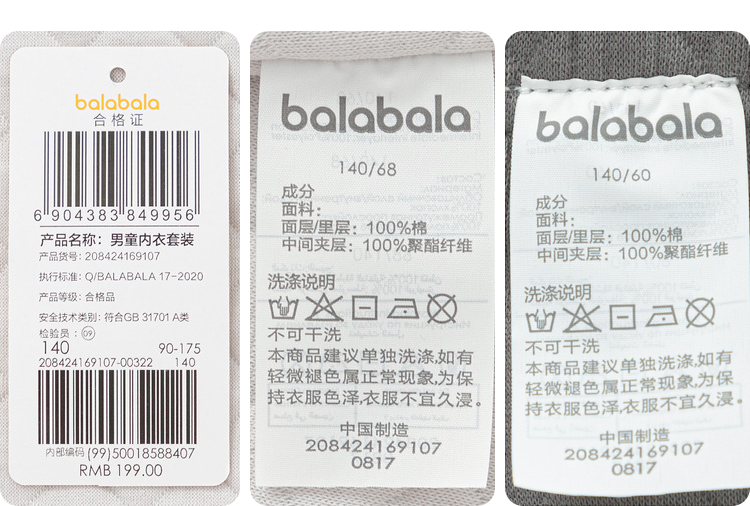 balabala
合格证
6 904383 849956
产品名称：男童内衣套装
产品货号：208424169107
执行标准：Q/BALABALA 17-2020
产品等级：合格品
安全技术类别：符合GB 31701 A类
检验员：09
140 90-175
208424169107-00322 140
内部编码 (99)50018588407
RMB 199.00
balabala
140/68
成分
面料：
面层/里层：100%棉
中间夹层：100%聚酯纤维
洗涤说明
不可干洗
本商品建议单独洗涤,如有
轻微褪色属正常现象,为保
持衣服色泽,衣服不宜久浸。
中国制造
208424169107
0817
balabala
140/60
成分
面料：
面层/里层：100%棉
中间夹层：100%聚酯纤维
洗涤说明
不可干洗
本商品建议单独洗涤,如有
轻微褪色属正常现象,为保
持衣服色泽,衣服不宜久浸。
中国制造
208424169107
0817